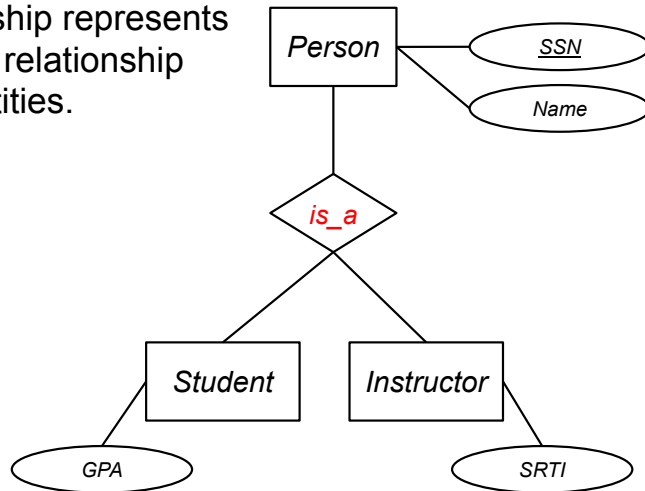 ship represents
relationship
tities.
Person
SSN
Name
is_a
Student
Instructor
GPA
SRTI